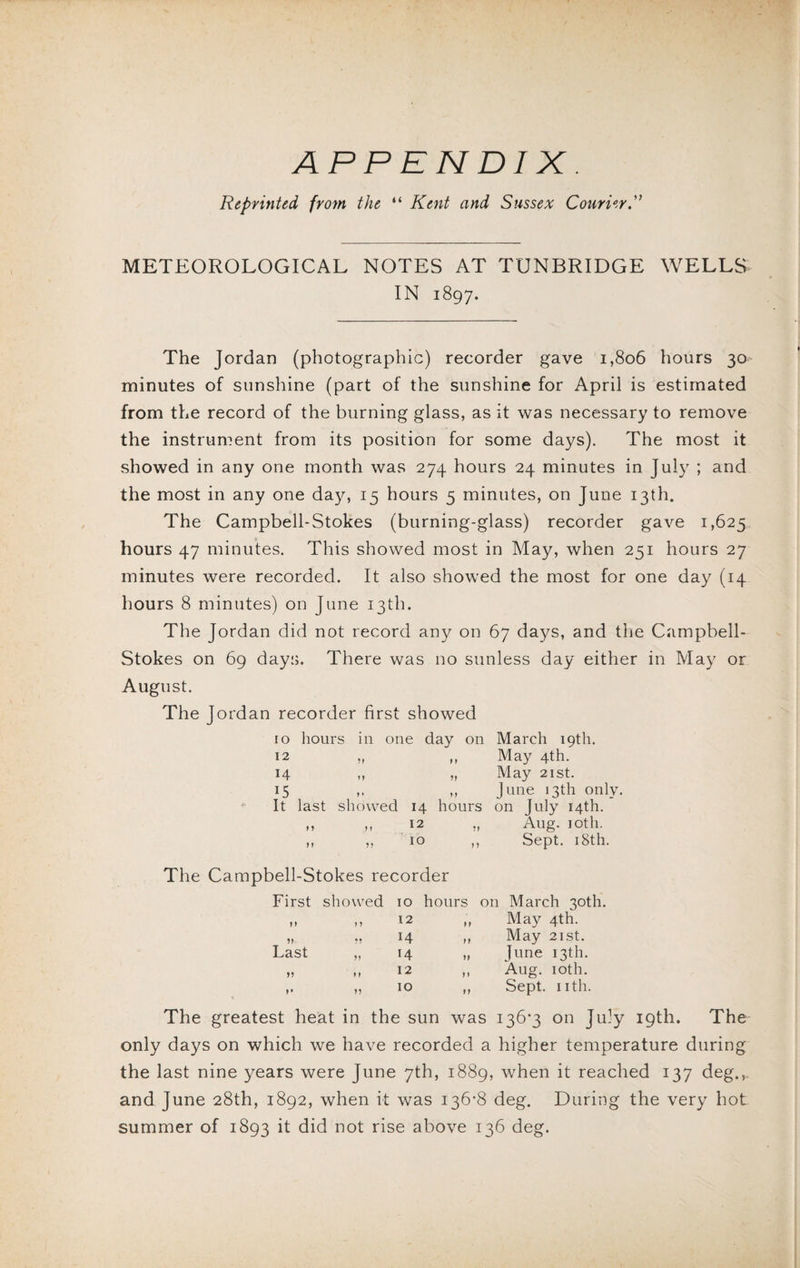 APPENDIX.
Reprinted from the “ Kent and Sussex Courier.”
METEOROLOGICAL NOTES AT TUNBRIDGE WELLS
IN 1897.
The Jordan (photographic) recorder gave 1,806 hours 30
minutes of sunshine (part of the sunshine for April is estimated
from the record of the burning glass, as it was necessary to remove
the instrument from its position for some days). The most it
showed in any one month was 274 hours 24 minutes in July ; and
the most in any one day, 15 hours 5 minutes, on June 13th.
The Campbell-Stokes (burning-glass) recorder gave 1,625
hours 47 minutes. This showed most in May, when 251 hours 27
minutes were recorded. It also showed the most for one day (14
hours 8 minutes) on June 13th.
The Jordan did not record any on 67 days, and the Campbell-
Stokes on 69 days. There was no sunless day either in May or
August.
The Jordan recorder first showed
10 hours in one day on March 19th.
12 „ „ May 4th.
14 „ „ May 21st.
15 „ „ June 13th only.
It last showed 14 hours on July 14th.
„ „ 12 „ Aug. 10th.
„ „ 10 „ Sept. 18th.
The Campbell-Stokes recorder
First showed 10 hours on March 30th.
„ „ 12 „ May 4th.
„ „ 14 „ May 21st.
Last „ 14 „ June 13th.
„ „ 12 „ Aug. 10th.
„ „ 10 „ Sept. 11th.
The greatest heat in the sun was 136·3 on July 19th. The
only days on which we have recorded a higher temperature during
the last nine years were June 7th, 1889, when it reached 137 deg.,
and June 28th, 1892, when it was 136·8 deg. During the very hot
summer of 1893 it did not rise above 136 deg.